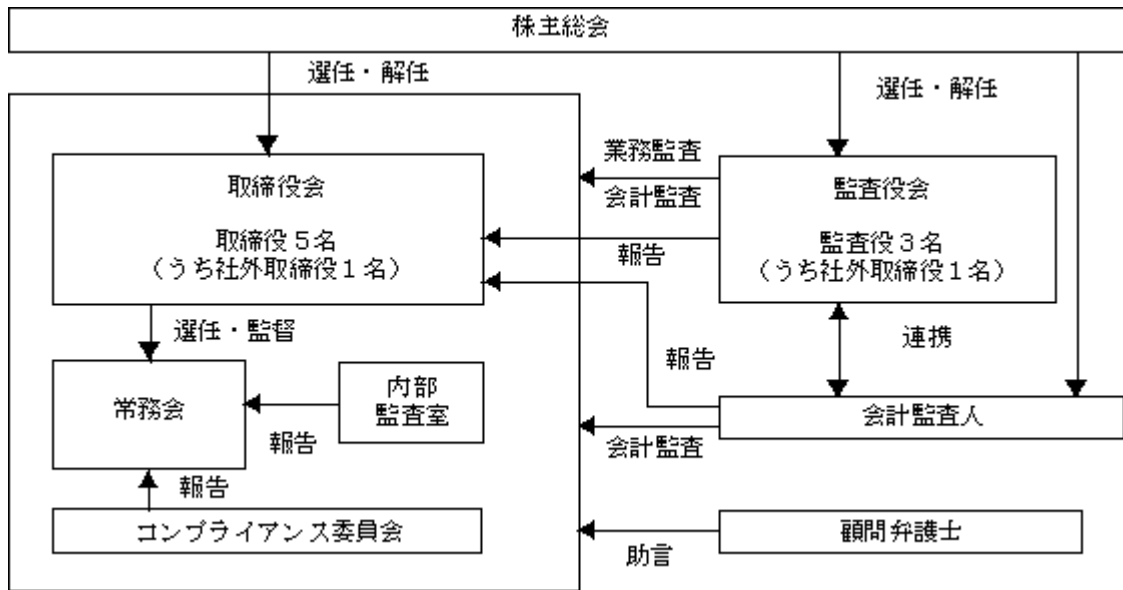 株主総会
選任・解任
選任・解任
取締役会
取締役５名
（うち社外取締役１名）
業務監査
会計監査
報告
監査役会
監査役３名
（うち社外取締役１名）
選任・監督
報告
連携
常務会
内部
監査室
報告
会計監査人
会計監査
報告
コンプライアンス委員会
助言
顧問弁護士